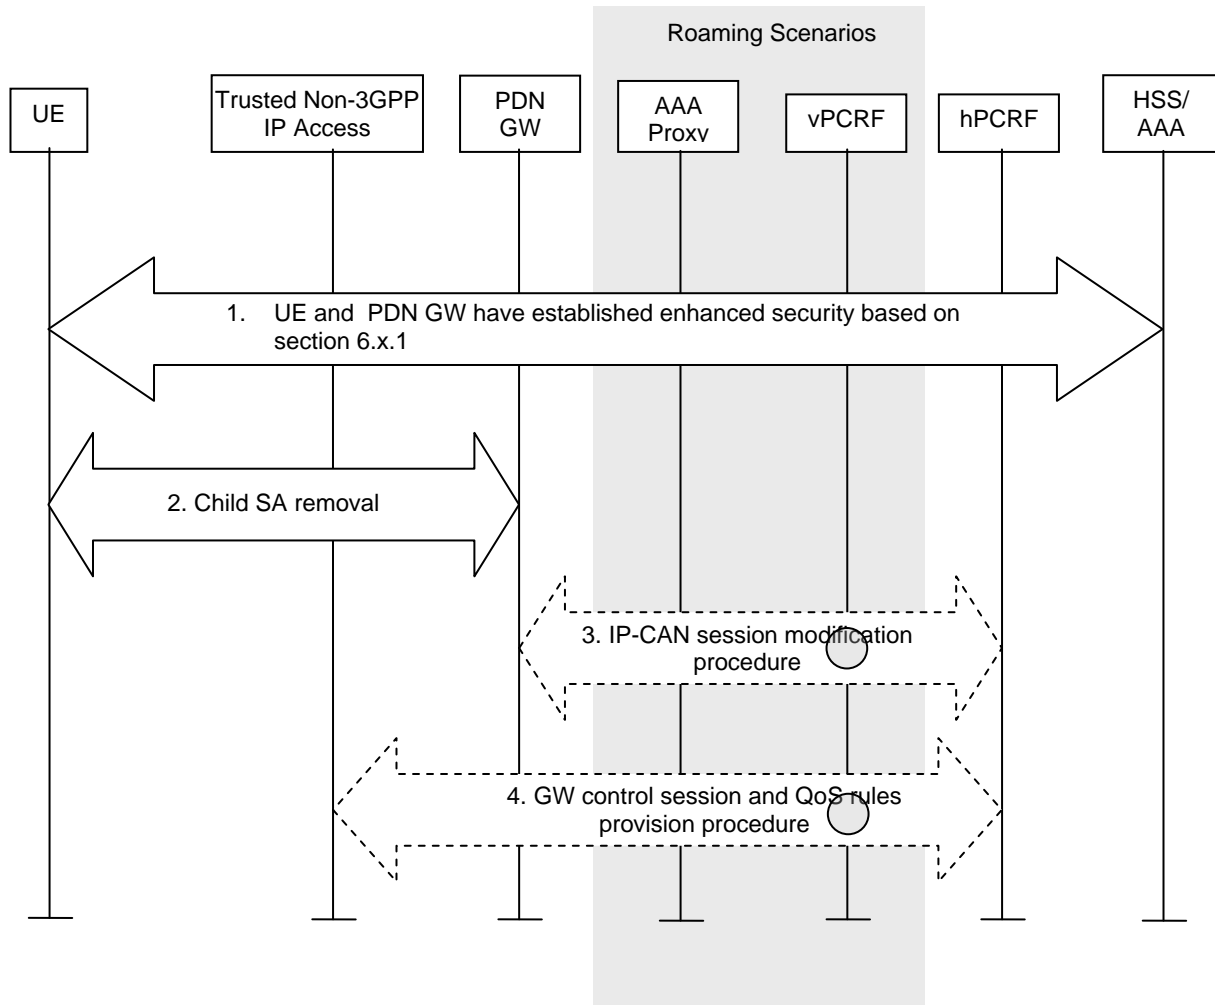 Roaming Scenarios
UE
Trusted Non-3GPP
IP Access
PDN
GW
AAA
Proxy
vPCRF
hPCRF
HSS/
AAA
1. UE and PDN GW have established enhanced security based on
section 6.x.1
2. Child SA removal
3. IP-CAN session modification
procedure
4. GW control session and QoS rules
provision procedure